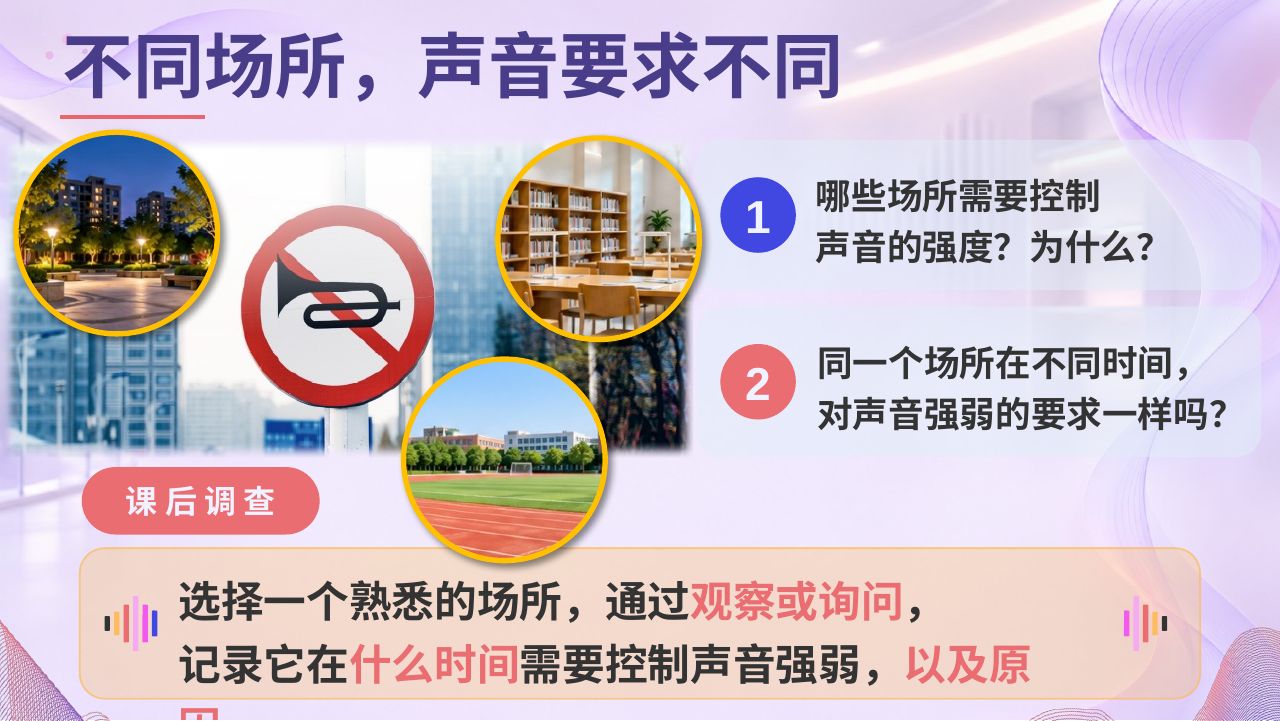 不同场所，声音要求不同
1
哪些场所需要控制
声音的强度？为什么？
2
同一个场所在不同时间，
对声音强弱的要求一样吗？
课后调查
选择一个熟悉的场所，通过观察或询问，
记录它在什么时间需要控制声音强弱，以及原